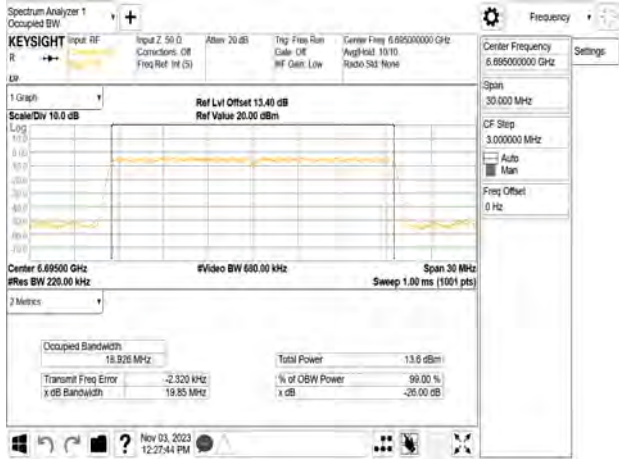 Spectrum Analyzer 1
Occupied BW
+
Frequency
KEYSIGHT
Input: RF
Input Z: 50 Ω
Atten: 20 dB
Trig: Free Run
Center Freq: 6.695000000 GHz
R
Corrections: Off
Gate: Off
Avg|Hold: 10/10
Freq Ref: Int (S)
#IF Gain: Low
Radio Std: None
1 Graph
Ref Lvl Offset 13.40 dB
Scale/Div 10.0 dB
Ref Value 20.00 dBm
Log
Center 6.69500 GHz
#Video BW 680.00 kHz
Span 30 MHz
#Res BW 220.00 kHz
Sweep 1.00 ms (1001 pts)
2 Metrics
Occupied Bandwidth
18.926 MHz
Total Power
13.6 dBm
Transmit Freq Error
-2.320 kHz
% of OBW Power
99.00 %
x dB Bandwidth
19.85 MHz
x dB
-26.00 dB
Nov 03, 2023
12:27:44 PM
?
Center Frequency
6.695000000 GHz
Settings
Span
30.000 MHz
CF Step
3.000000 MHz
Auto
Man
Freq Offset
0 Hz